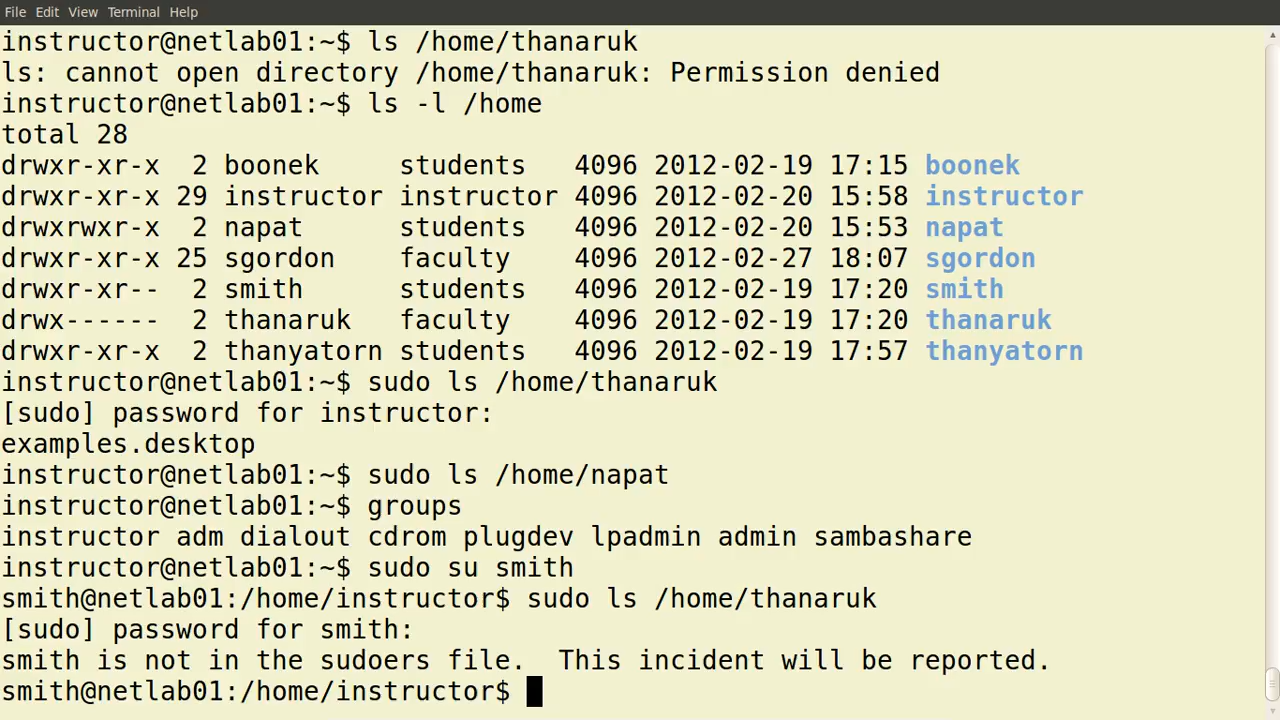 File Edit View Terminal Help
instructor@netlab01:~$ ls /home/thanaruk
ls: cannot open directory /home/thanaruk: Permission denied
instructor@netlab01:~$ ls -l /home
total 28
drwxr-xr-x  2 boonek     students   4096 2012-02-19 17:15 boonek
drwxr-xr-x 29 instructor instructor 4096 2012-02-20 15:58 instructor
drwxrwxr-x  2 napat      students   4096 2012-02-20 15:53 napat
drwxr-xr-x 25 sgordon    faculty    4096 2012-02-27 18:07 sgordon
drwxr-xr--  2 smith      students   4096 2012-02-19 17:20 smith
drwx------  2 thanaruk   faculty    4096 2012-02-19 17:20 thanaruk
drwxr-xr-x  2 thanyatorn students   4096 2012-02-19 17:57 thanyatorn
instructor@netlab01:~$ sudo ls /home/thanaruk
[sudo] password for instructor:
examples.desktop
instructor@netlab01:~$ sudo ls /home/napat
instructor@netlab01:~$ groups
instructor adm dialout cdrom plugdev lpadmin admin sambashare
instructor@netlab01:~$ sudo su smith
smith@netlab01:/home/instructor$ sudo ls /home/thanaruk
[sudo] password for smith:
smith is not in the sudoers file.  This incident will be reported.
smith@netlab01:/home/instructor$